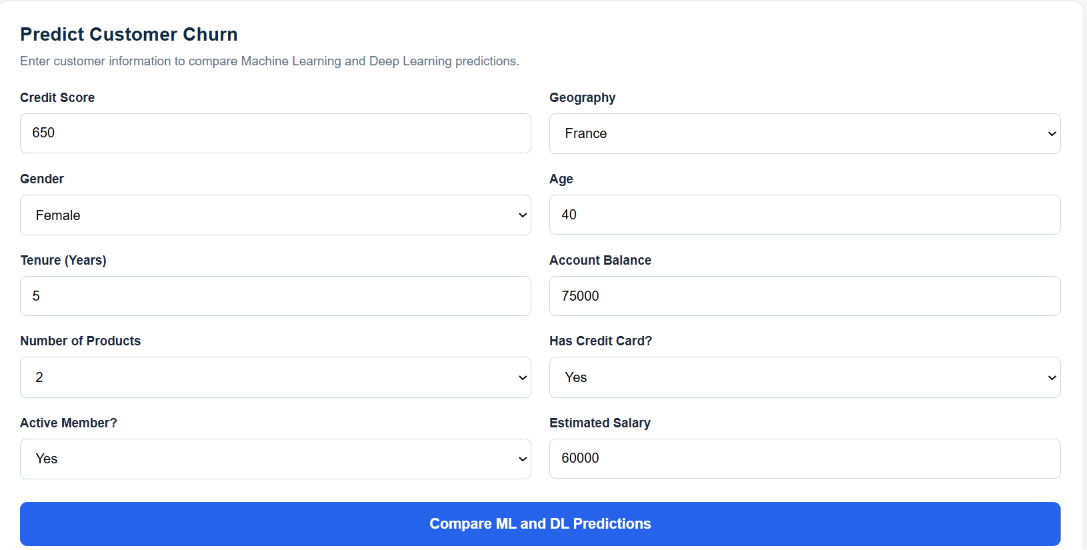 Predict Customer Churn
Enter customer information to compare Machine Learning and Deep Learning predictions.
Credit Score
650
Geography
France
Gender
Female
Age
40
Tenure (Years)
5
Account Balance
75000
Number of Products
2
Has Credit Card?
Yes
Active Member?
Yes
Estimated Salary
60000
Compare ML and DL Predictions